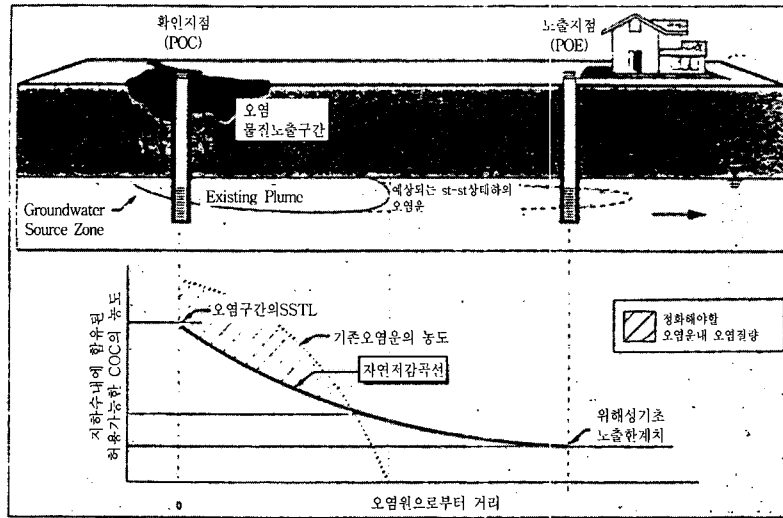 확인지점
(POC)
노출지점
(POE)
오염
물질노출구간
Groundwater
Source Zone
Existing Plume
예상되는 st-st상태하의
오염운
지하수내에 함유된
허용가능한 COC의 농도
오염구간의SSTL
기존오염운의 농도
자연저감곡선
정화해야할
오염운내 오염질량
위해성기초
노출한계치
0
오염원으로부터 거리